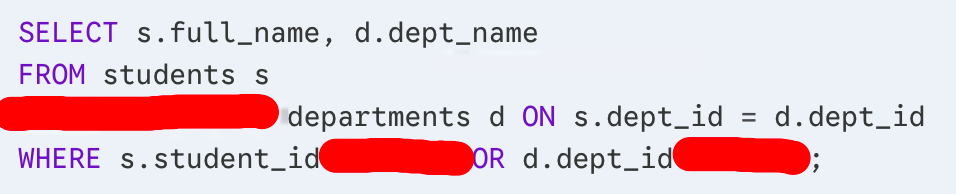 SELECT s.full_name, d.dept_name
FROM students s
departments d ON s.dept_id = d.dept_id
WHERE s.student_id OR d.dept_id ;